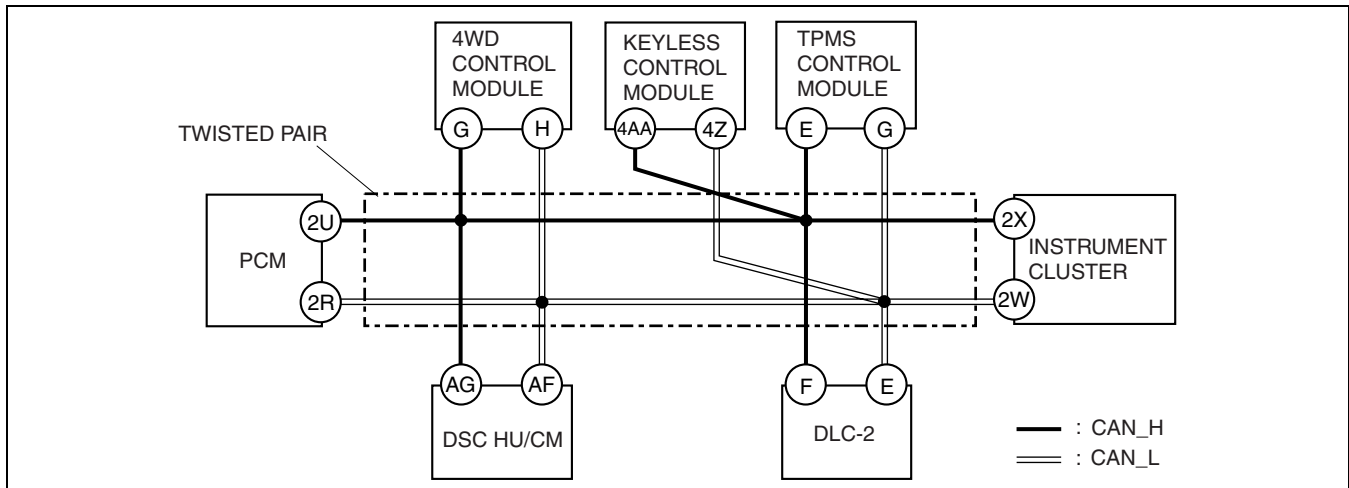 4WD
CONTROL
MODULE
KEYLESS
CONTROL
MODULE
TPMS
CONTROL
MODULE
G
H
4AA
4Z
E
G
TWISTED PAIR
2U
2X
PCM
INSTRUMENT
CLUSTER
2R
2W
AG
AF
F
E
DSC HU/CM
DLC-2
: CAN_H
: CAN_L